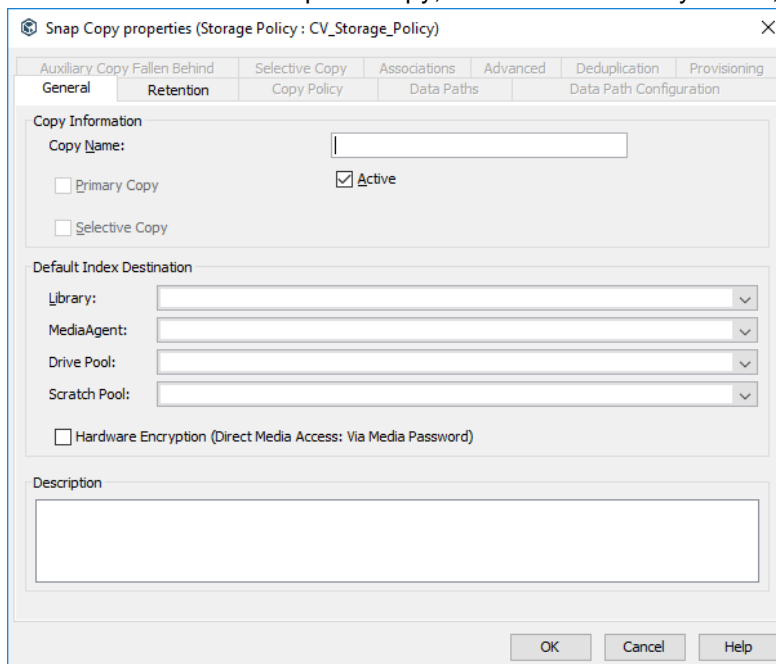 Snap Copy properties (Storage Policy : CV_Storage_Policy)
Auxiliary Copy Fallen Behind Selective Copy Associations Advanced Deduplication Provisioning
General Retention Copy Policy Data Paths Data Path Configuration
Copy Information
Copy Name:
Primary Copy Active
Selective Copy
Default Index Destination
Library:
MediaAgent:
Drive Pool:
Scratch Pool:
Hardware Encryption (Direct Media Access: Via Media Password)
Description
OK Cancel Help